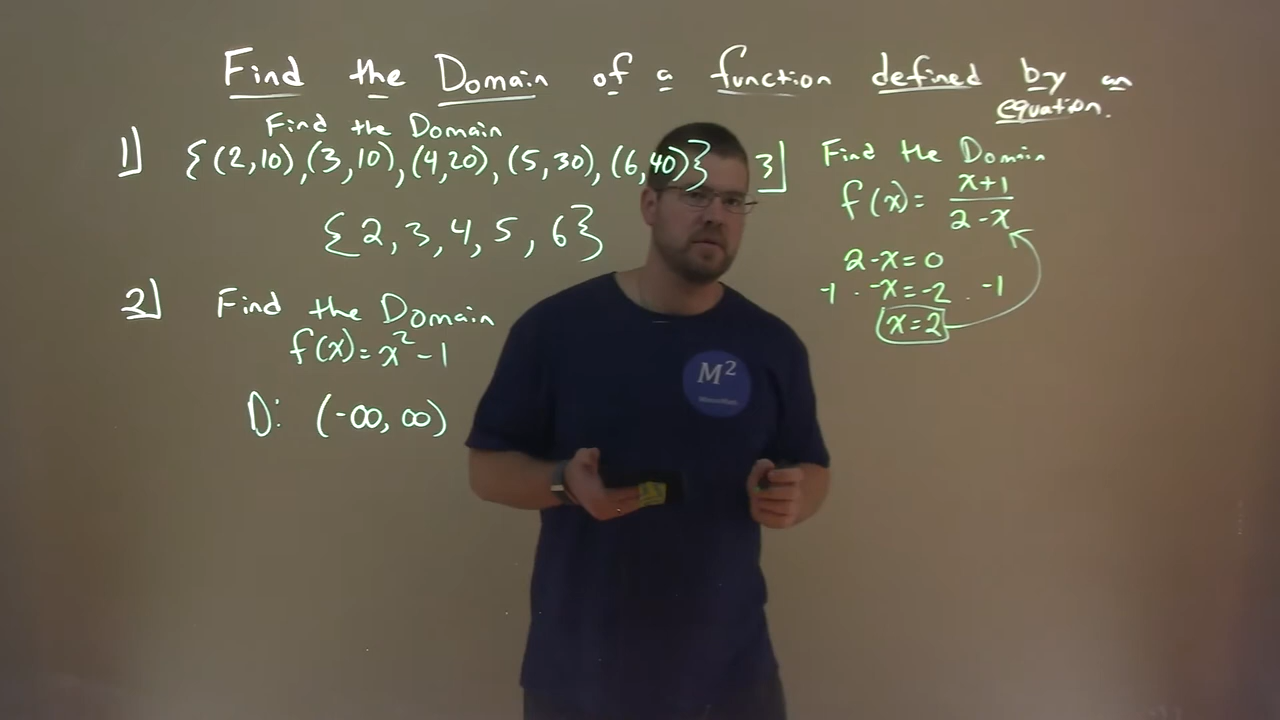 Find the Domain of a function defined by an
equation.
Find the Domain
1] {(2,10),(3,10),(4,20),(5,30),(6,40)}
{2,3,4,5,6}
2] Find the Domain
f(x)=x²-1
D: (-∞,∞)
3] Find the Domain
f(x)= x+1
2-x
2-x=0
-1 · -x=-2 · -1
x=2
M²